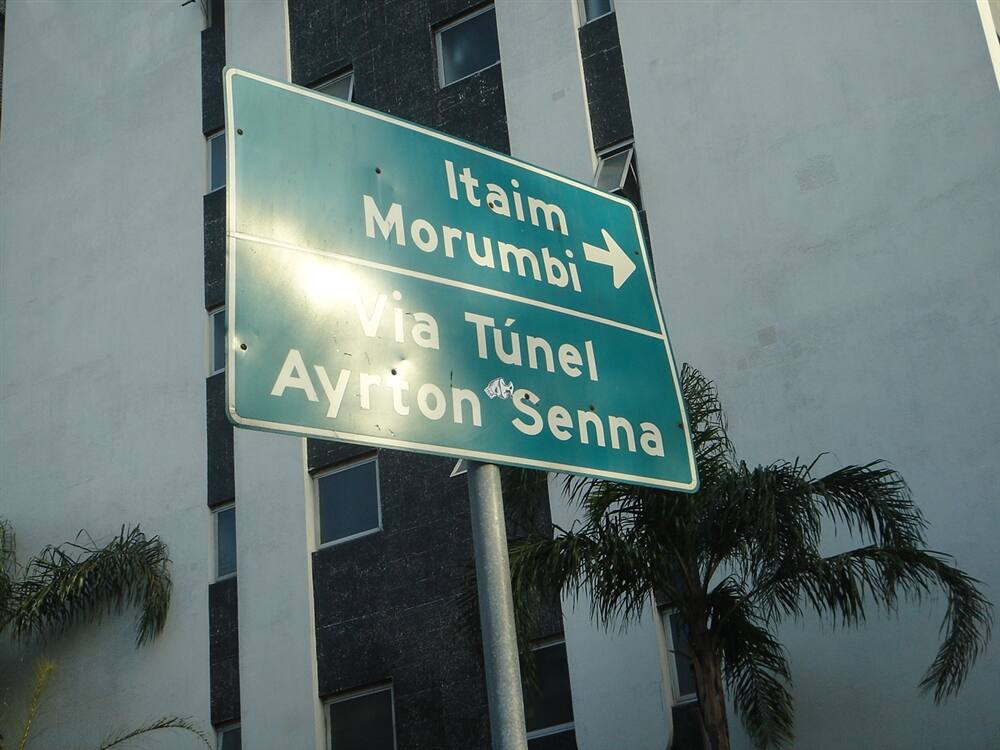 Itaim
Morumbi
Via Túnel
Ayrton Senna